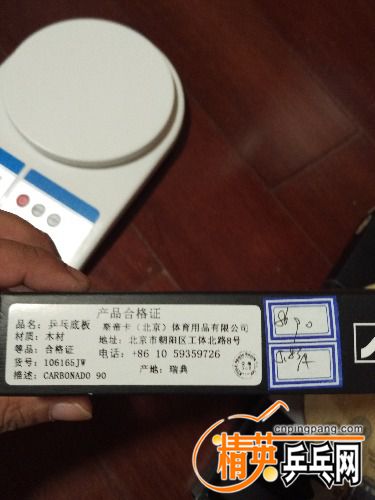 产品合格证
品名: 乒乓底板
斯帝卡（北京）体育用品有限公司
材质: 木材
地址: 北京市朝阳区工体北路8号
等品: 合格证
电话: +86 10 59359726
货号: 106165JW
产地: 瑞典
描述: CARBONADO 90
cnpingpang.com
精英乒乓网